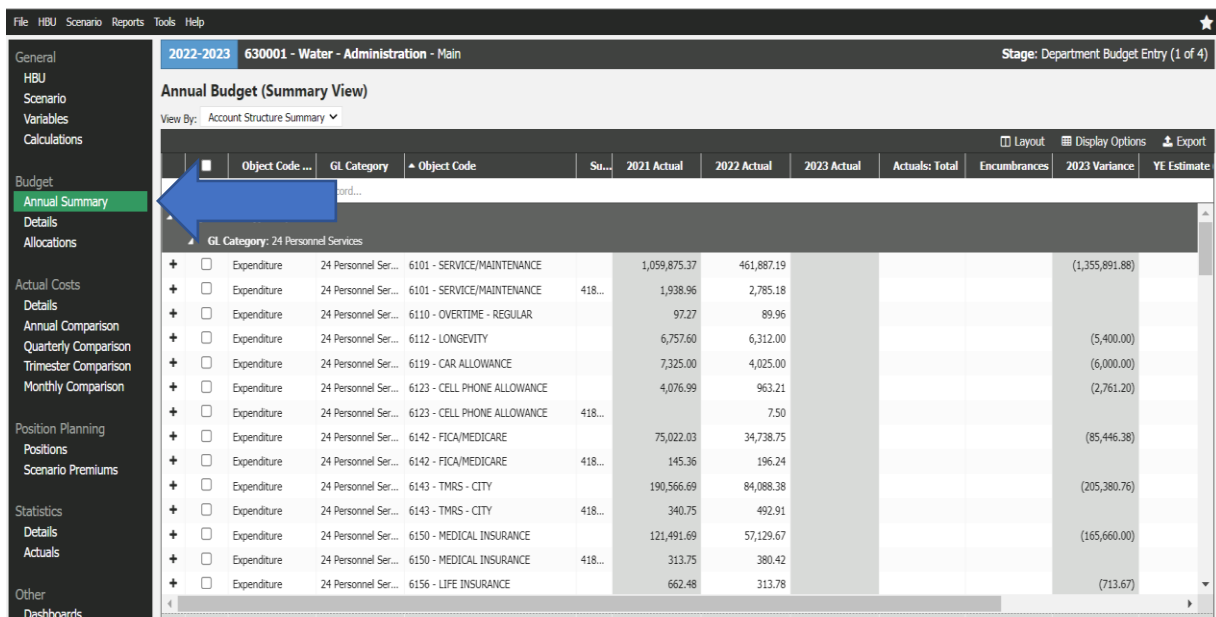 File HBU Scenario Reports Tools Help
General
HBU
Scenario
Variables
Calculations
Budget
Annual Summary
Details
Allocations
Actual Costs
Details
Annual Comparison
Quarterly Comparison
Trimester Comparison
Monthly Comparison
Position Planning
Positions
Scenario Premiums
Statistics
Details
Actuals
Other
Dashboards
2022-2023 630001 - Water - Administration - Main Stage: Department Budget Entry (1 of 4)
Annual Budget (Summary View)
View By: Account Structure Summary
Layout Display Options Export
Object Code ... GL Category Object Code Su... 2021 Actual 2022 Actual 2023 Actual Actuals: Total Encumbrances 2023 Variance YE Estimate
GL Category: 24 Personnel Services
+ Expenditure 24 Personnel Ser... 6101 - SERVICE/MAINTENANCE 1,059,875.37 461,887.19 (1,355,891.88)
+ Expenditure 24 Personnel Ser... 6101 - SERVICE/MAINTENANCE 418... 1,938.96 2,785.18
+ Expenditure 24 Personnel Ser... 6110 - OVERTIME - REGULAR 97.27 89.96
+ Expenditure 24 Personnel Ser... 6112 - LONGEVITY 6,757.60 6,312.00 (5,400.00)
+ Expenditure 24 Personnel Ser... 6119 - CAR ALLOWANCE 7,325.00 4,025.00 (6,000.00)
+ Expenditure 24 Personnel Ser... 6123 - CELL PHONE ALLOWANCE 4,076.99 963.21 (2,761.20)
+ Expenditure 24 Personnel Ser... 6123 - CELL PHONE ALLOWANCE 418... 7.50
+ Expenditure 24 Personnel Ser... 6142 - FICA/MEDICARE 75,022.03 34,738.75 (85,446.38)
+ Expenditure 24 Personnel Ser... 6142 - FICA/MEDICARE 418... 145.36 196.24
+ Expenditure 24 Personnel Ser... 6143 - TMRS - CITY 190,566.69 84,088.38 (205,380.76)
+ Expenditure 24 Personnel Ser... 6143 - TMRS - CITY 418... 340.75 492.91
+ Expenditure 24 Personnel Ser... 6150 - MEDICAL INSURANCE 121,491.69 57,129.67 (165,660.00)
+ Expenditure 24 Personnel Ser... 6150 - MEDICAL INSURANCE 418... 313.75 380.42
+ Expenditure 24 Personnel Ser... 6156 - LIFE INSURANCE 662.48 313.78 (713.67)